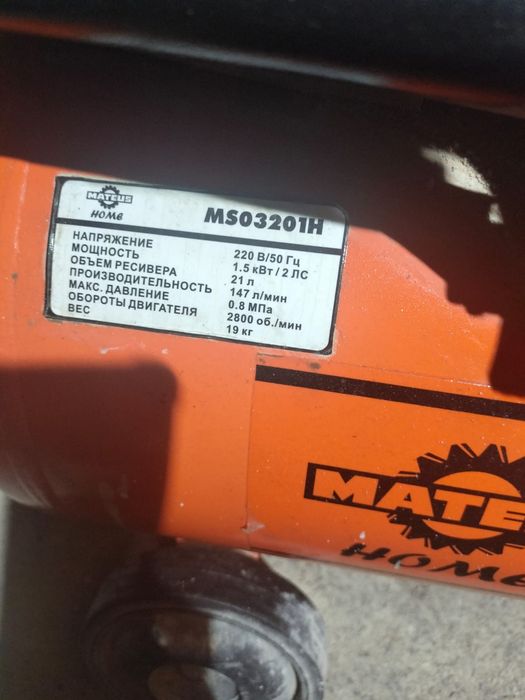 MATEUS
HOME
MS03201H
НАПРЯЖЕНИЕ 220 В/50 Гц
МОЩНОСТЬ 1.5 кВт / 2 ЛС
ОБЪЕМ РЕСИВЕРА 21 л
ПРОИЗВОДИТЕЛЬНОСТЬ 147 л/мин
МАКС. ДАВЛЕНИЕ 0.8 МПа
ОБОРОТЫ ДВИГАТЕЛЯ 2800 об./мин
ВЕС 19 кг
MATEUS
HOME